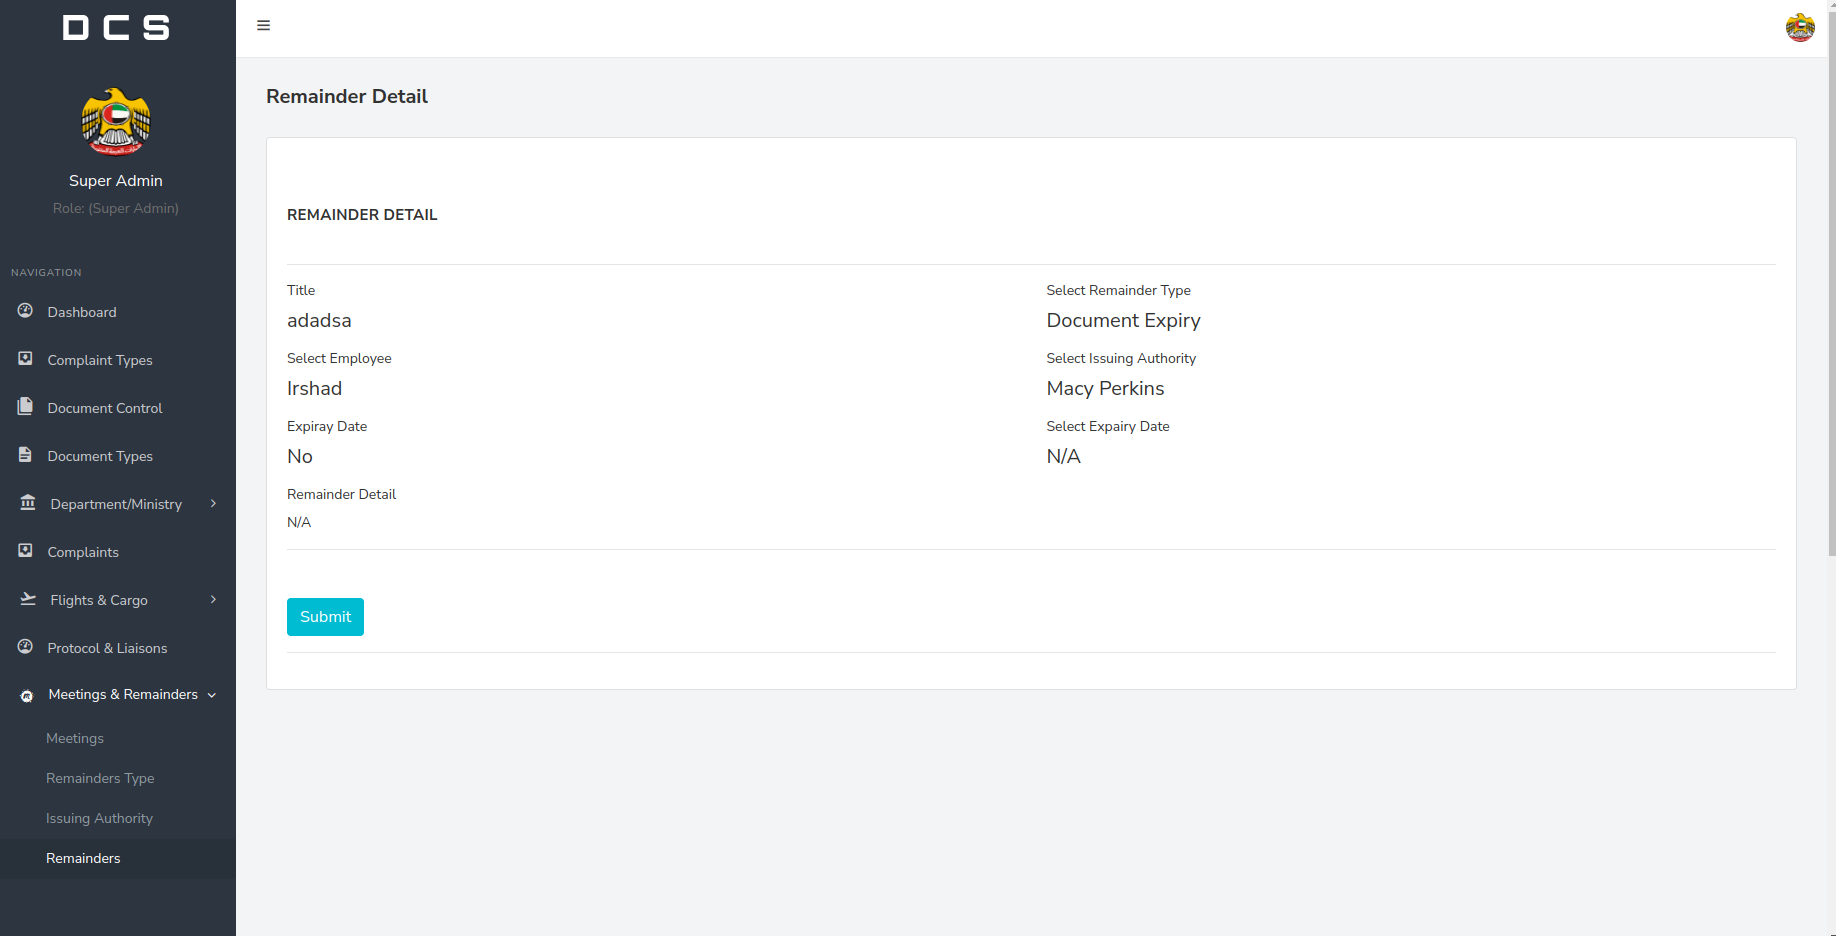 DCS
Super Admin
Role: (Super Admin)
NAVIGATION
Dashboard
Complaint Types
Document Control
Document Types
Department/Ministry
Complaints
Flights & Cargo
Protocol & Liaisons
Meetings & Remainders
Meetings
Remainders Type
Issuing Authority
Remainders
Remainder Detail
REMAINDER DETAIL
Title
adadsa
Select Remainder Type
Document Expiry
Select Employee
Irshad
Select Issuing Authority
Macy Perkins
Expiray Date
No
Select Expairy Date
N/A
Remainder Detail
N/A
Submit